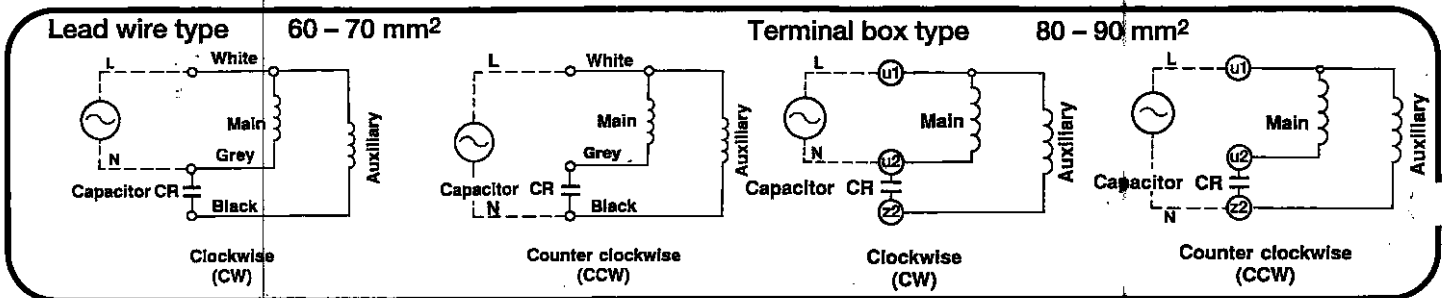 Lead wire type 60 – 70 mm²
L White
Main
N Grey
Capacitor CR
Black
Auxiliary
Clockwise
(CW)
L White
Main
Grey
Capacitor CR
N Black
Auxiliary
Counter clockwise
(CCW)
Terminal box type 80 – 90 mm²
L u1
Main
N u2
Capacitor CR
z2
Auxiliary
Clockwise
(CW)
L u1
Main
u2
Capacitor CR
N z2
Auxiliary
Counter clockwise
(CCW)